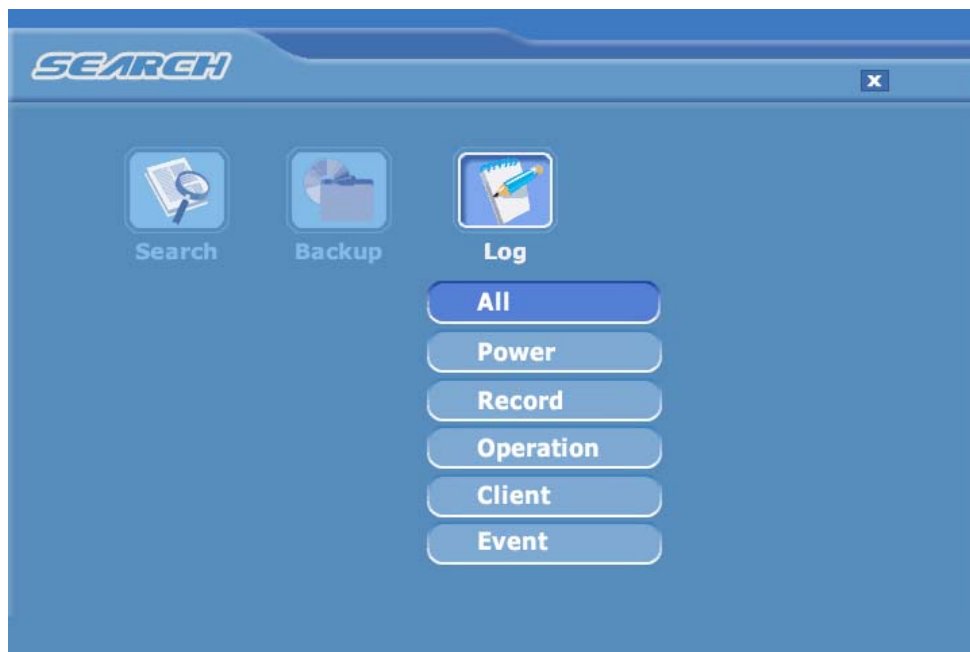 SEARCH
X
Search Backup Log
All
Power
Record
Operation
Client
Event